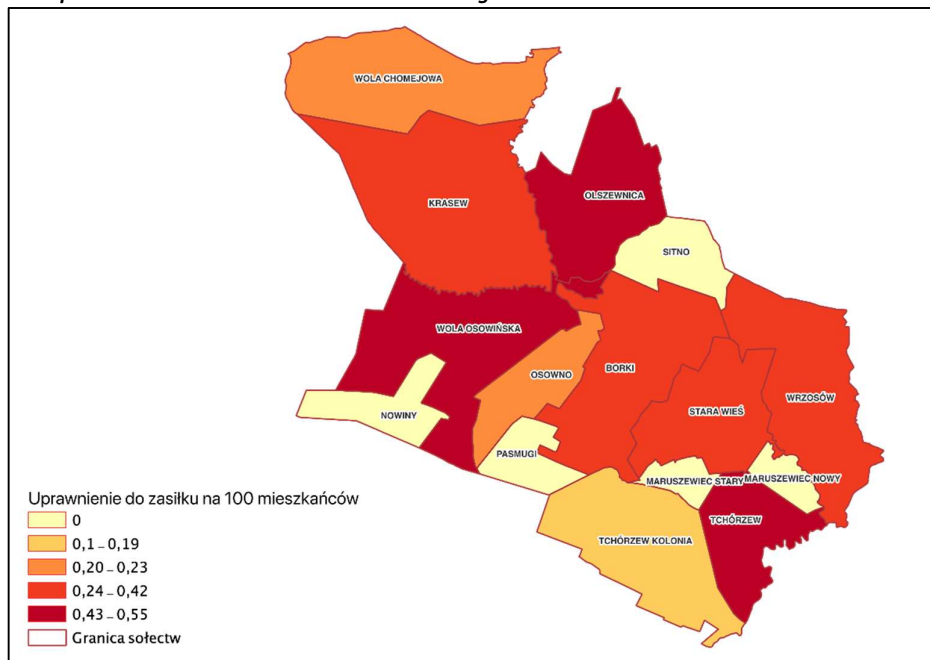 WOLA CHOMEJOWA
OLSZEWNICA
KRASEW
SITNO
WOLA OSOWIŃSKA
OSOWNO
BORKI
WRZOSÓW
STARA WIEŚ
NOWINY
PASMUGI
MARUSZEWIEC STARY
MARUSZEWIEC NOWY
TCHÓRZEW
TCHÓRZEW KOLONIA
Uprawnienie do zasiłku na 100 mieszkańców
0
0,1 – 0,19
0,20 – 0,23
0,24 – 0,42
0,43 – 0,55
Granica sołectw